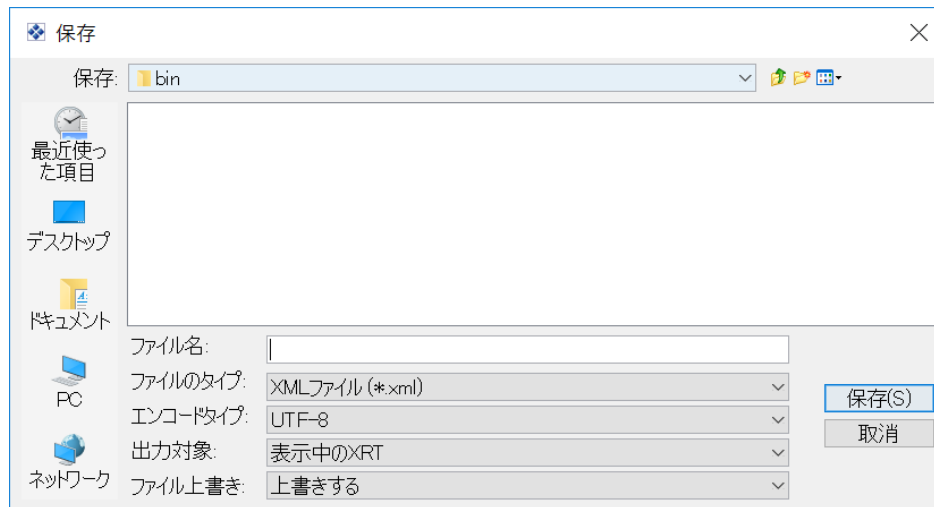 保存
保存: bin
最近使っ
た項目
デスクトップ
ドキュメント
PC
ネットワーク
ファイル名:
ファイルのタイプ: XMLファイル (*.xml)
エンコードタイプ: UTF-8
出力対象: 表示中のXRT
ファイル上書き: 上書きする
保存(S)
取消